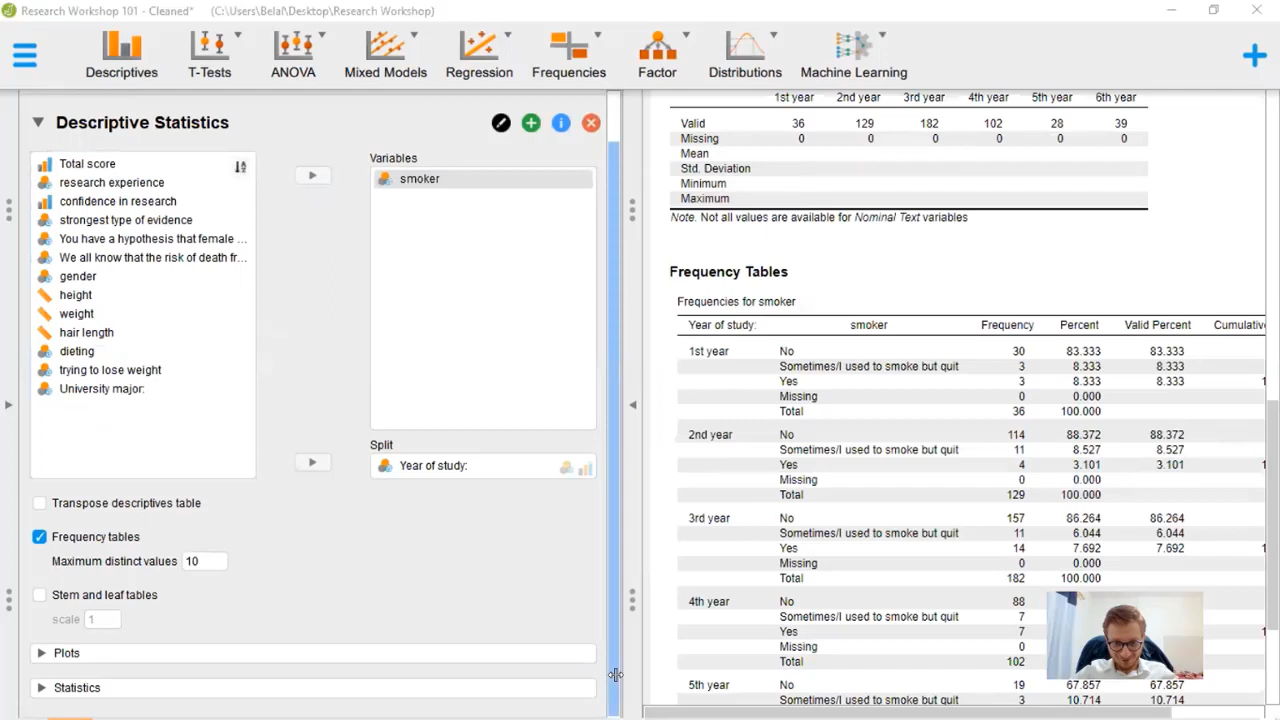 Research Workshop 101 - Cleaned* (C:\Users\Belal\Desktop\Research Workshop)
Descriptives T-Tests ANOVA Mixed Models Regression Frequencies Factor Distributions Machine Learning
Descriptive Statistics
Total score
research experience
confidence in research
strongest type of evidence
You have a hypothesis that female ...
We all know that the risk of death fr...
gender
height
weight
hair length
dieting
trying to lose weight
University major:
Variables
smoker
Split
Year of study:
Transpose descriptives table
Frequency tables
Maximum distinct values 10
Stem and leaf tables
scale 1
Plots
Statistics
1st year 2nd year 3rd year 4th year 5th year 6th year
Valid 36 129 182 102 28 39
Missing 0 0 0 0 0 0
Mean
Std. Deviation
Minimum
Maximum
Note. Not all values are available for Nominal Text variables
Frequency Tables
Frequencies for smoker
Year of study: smoker Frequency Percent Valid Percent Cumulative
1st year No 30 83.333 83.333
Sometimes/I used to smoke but quit 3 8.333 8.333
Yes 3 8.333 8.333 1
Missing 0 0.000
Total 36 100.000
2nd year No 114 88.372 88.372
Sometimes/I used to smoke but quit 11 8.527 8.527
Yes 4 3.101 3.101 1
Missing 0 0.000
Total 129 100.000
3rd year No 157 86.264 86.264
Sometimes/I used to smoke but quit 11 6.044 6.044
Yes 14 7.692 7.692 1
Missing 0 0.000
Total 182 100.000
4th year No 88
Sometimes/I used to smoke but quit 7
Yes 7 1
Missing 0
Total 102
5th year No 19 67.857 67.857
Sometimes/I used to smoke but quit 3 10.714 10.714